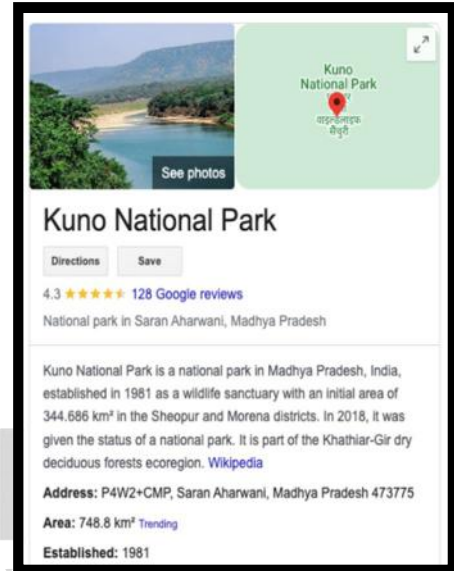 Kuno
National Park
See photos
Kuno National Park
Directions Save
4.3 128 Google reviews
National park in Saran Aharwani, Madhya Pradesh
Kuno National Park is a national park in Madhya Pradesh, India,
established in 1981 as a wildlife sanctuary with an initial area of
344.686 km² in the Sheopur and Morena districts. In 2018, it was
given the status of a national park. It is part of the Khathiar-Gir dry
deciduous forests ecoregion. Wikipedia
Address: P4W2+CMP, Saran Aharwani, Madhya Pradesh 473775
Area: 748.8 km² Trending
Established: 1981